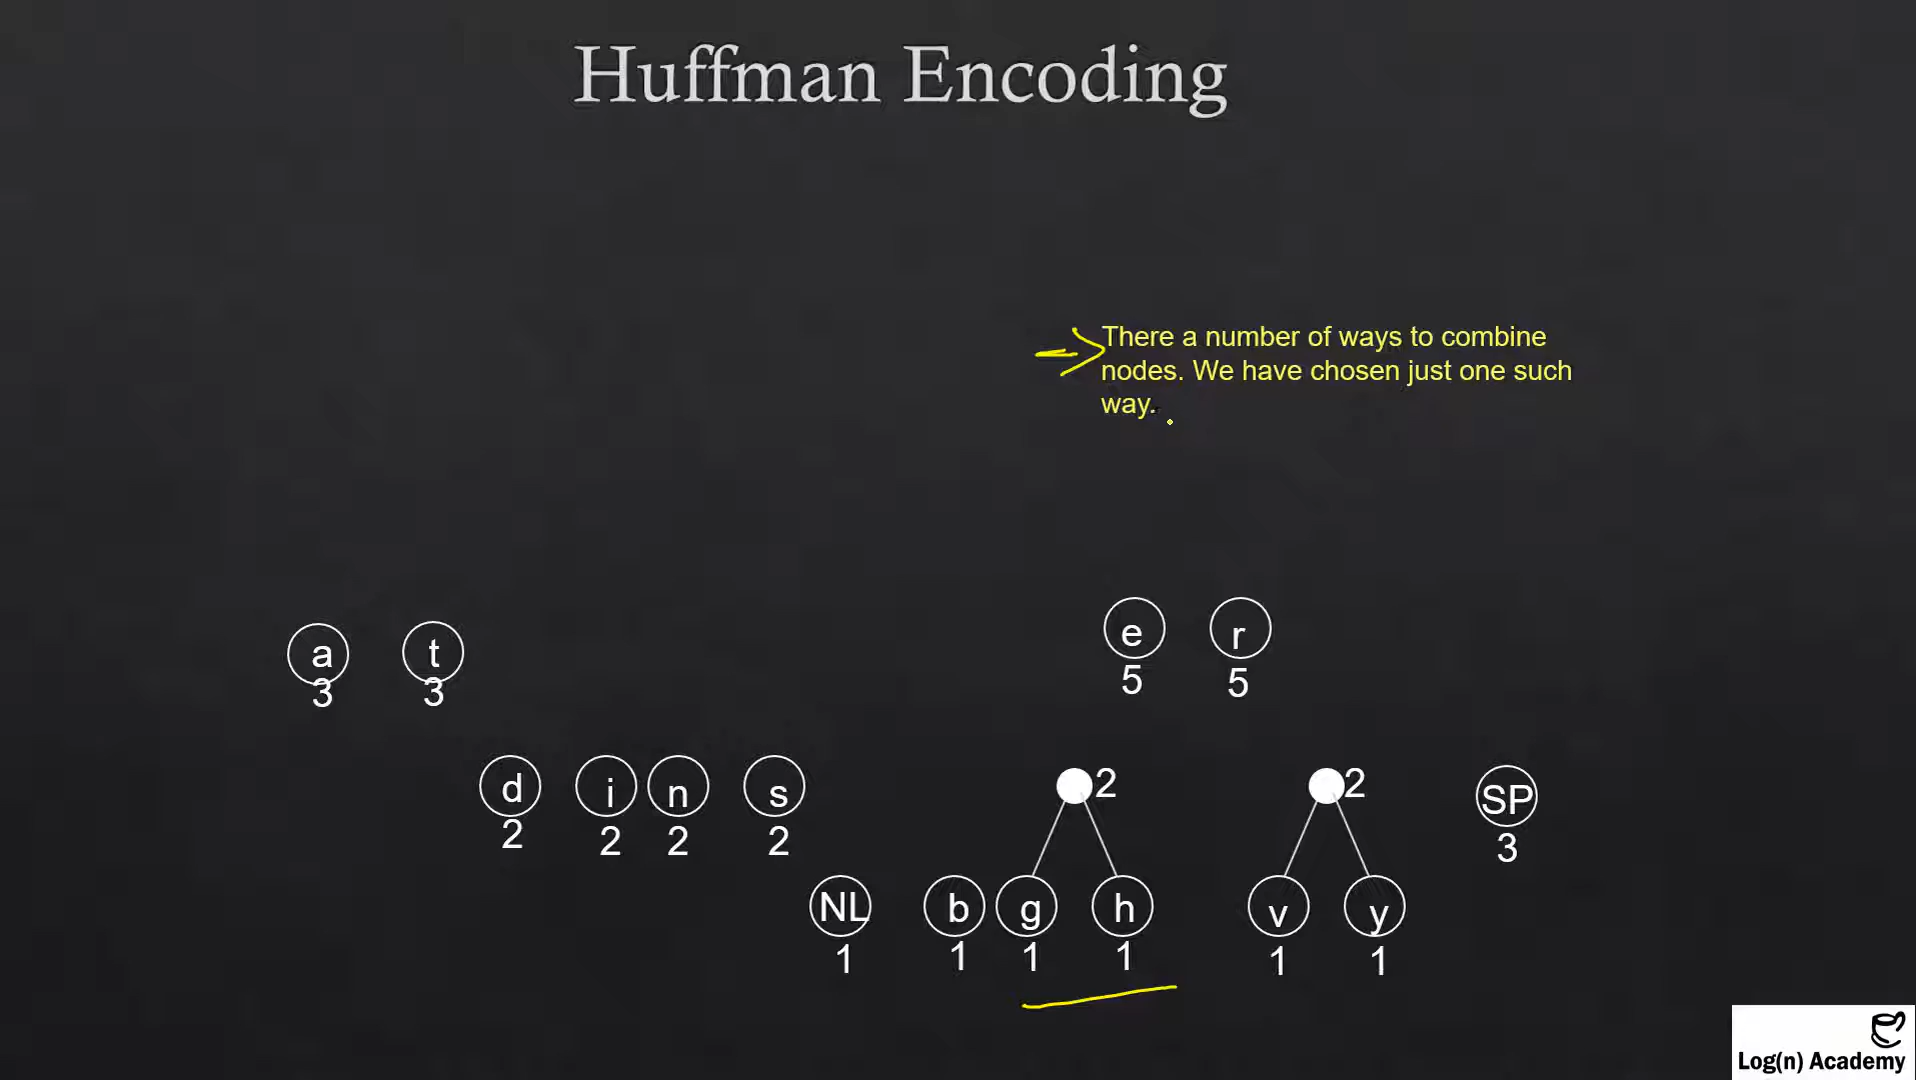 Huffman Encoding
There a number of ways to combine
nodes. We have chosen just one such
way.
a t e r
3 3 5 5
d i n s 2 2 SP
2 2 2 2 3
NL b g h v y
1 1 1 1 1 1
Log(n) Academy